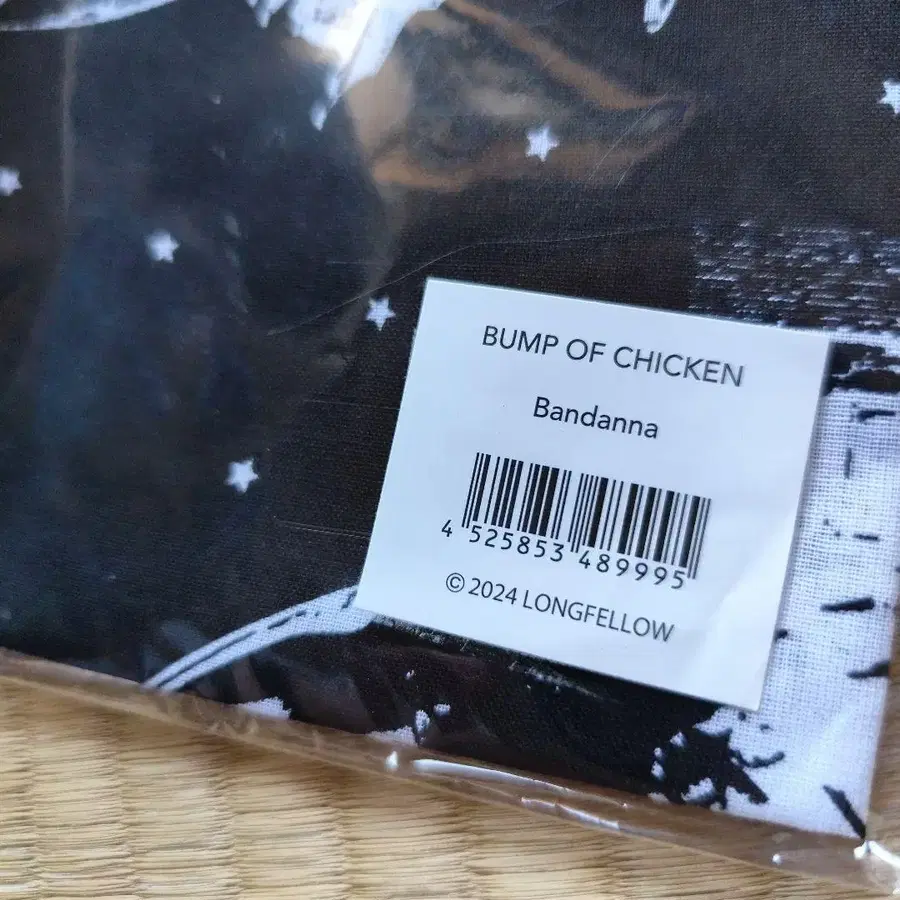 BUMP OF CHICKEN
Bandanna
4 525853 489995
© 2024 LONGFELLOW